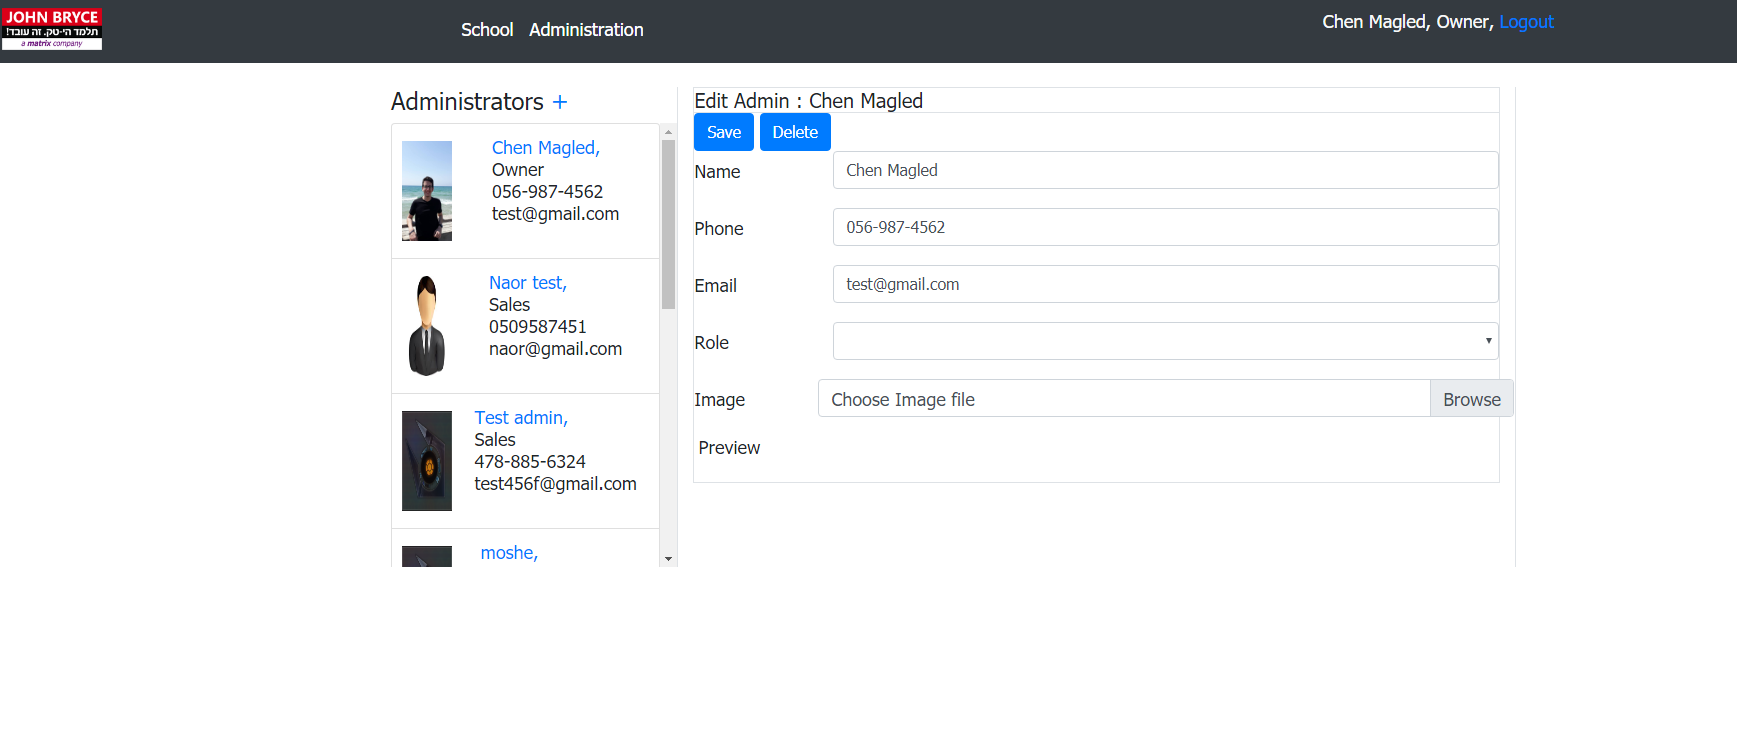 JOHN BRYCE
תלמד היי-טק. זה עובד!
a matrix company
School Administration
Chen Magled, Owner, Logout
Administrators +
Chen Magled,
Owner
056-987-4562
test@gmail.com
Naor test,
Sales
0509587451
naor@gmail.com
Test admin,
Sales
478-885-6324
test456f@gmail.com
moshe,
Edit Admin : Chen Magled
Save Delete
Name Chen Magled
Phone 056-987-4562
Email test@gmail.com
Role
Image Choose Image file Browse
Preview